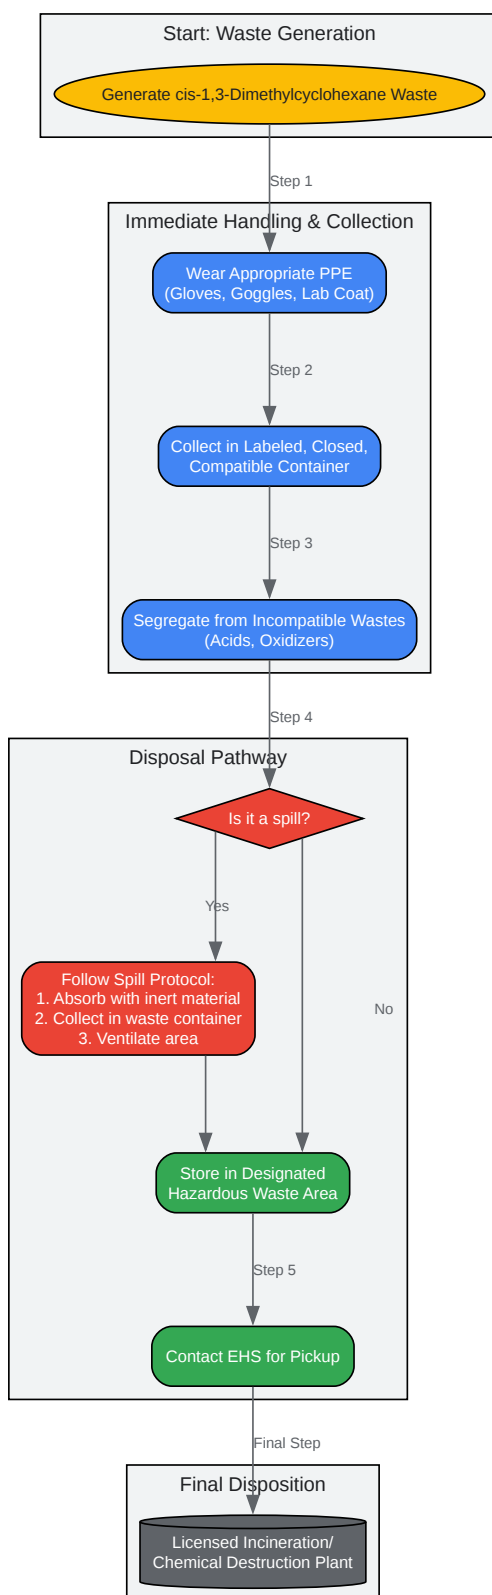 Start: Waste Generation
Generate cis-1,3-Dimethylcyclohexane Waste
Step 1
Immediate Handling & Collection
Wear Appropriate PPE
(Gloves, Goggles, Lab Coat)
Step 2
Collect in Labeled, Closed,
Compatible Container
Step 3
Segregate from Incompatible Wastes
(Acids, Oxidizers)
Step 4
Disposal Pathway
Is it a spill?
Yes
Follow Spill Protocol:
1. Absorb with inert material
2. Collect in waste container
3. Ventilate area
No
Store in Designated
Hazardous Waste Area
Step 5
Contact EHS for Pickup
Final Step
Final Disposition
Licensed Incineration/
Chemical Destruction Plant